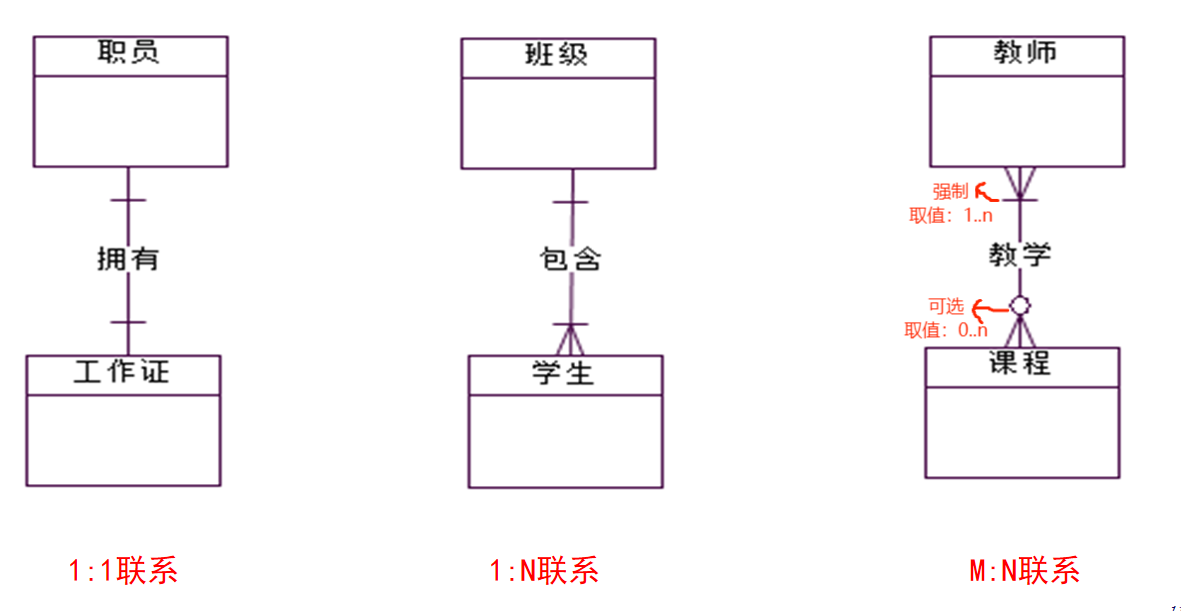 职员
班级
教师
强制
取值：1..n
拥有
包含
教学
可选
取值：0..n
工作证
学生
课程
1:1联系
1:N联系
M:N联系